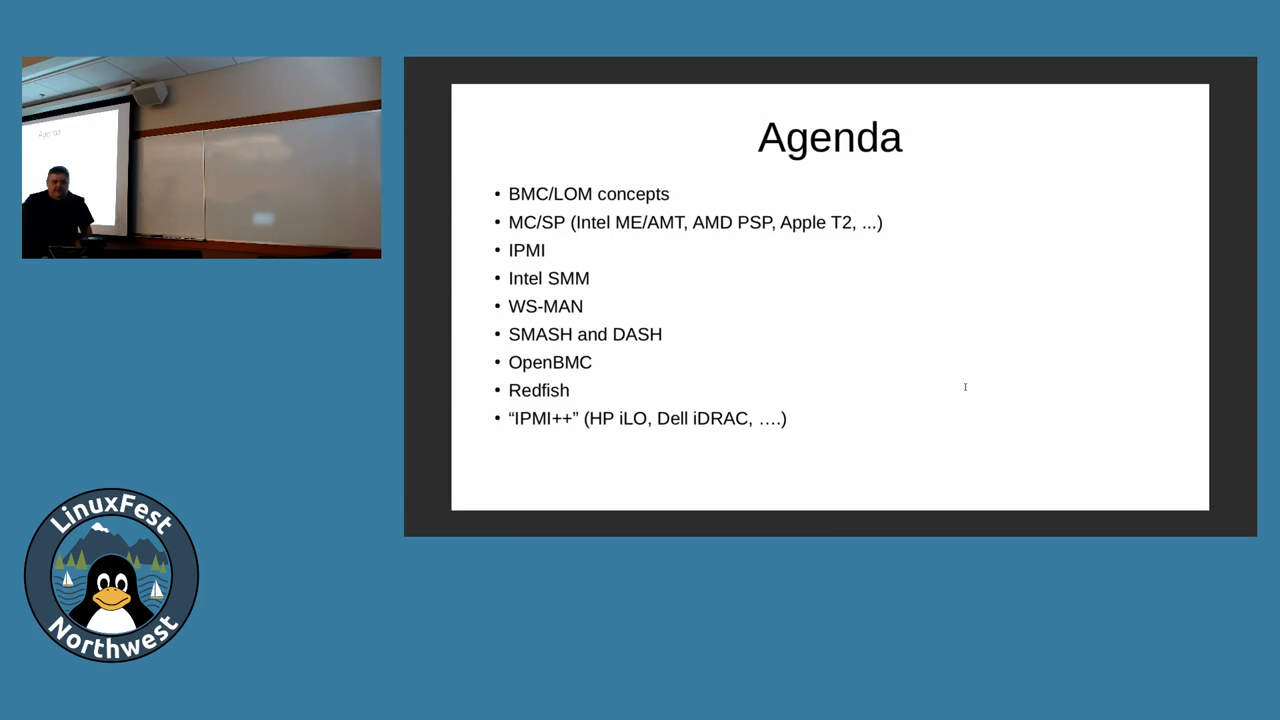 Agenda
Agenda
• BMC/LOM concepts
• MC/SP (Intel ME/AMT, AMD PSP, Apple T2, ...)
• IPMI
• Intel SMM
• WS-MAN
• SMASH and DASH
• OpenBMC
• Redfish
• “IPMI++” (HP iLO, Dell iDRAC, ….)
LinuxFest
Northwest